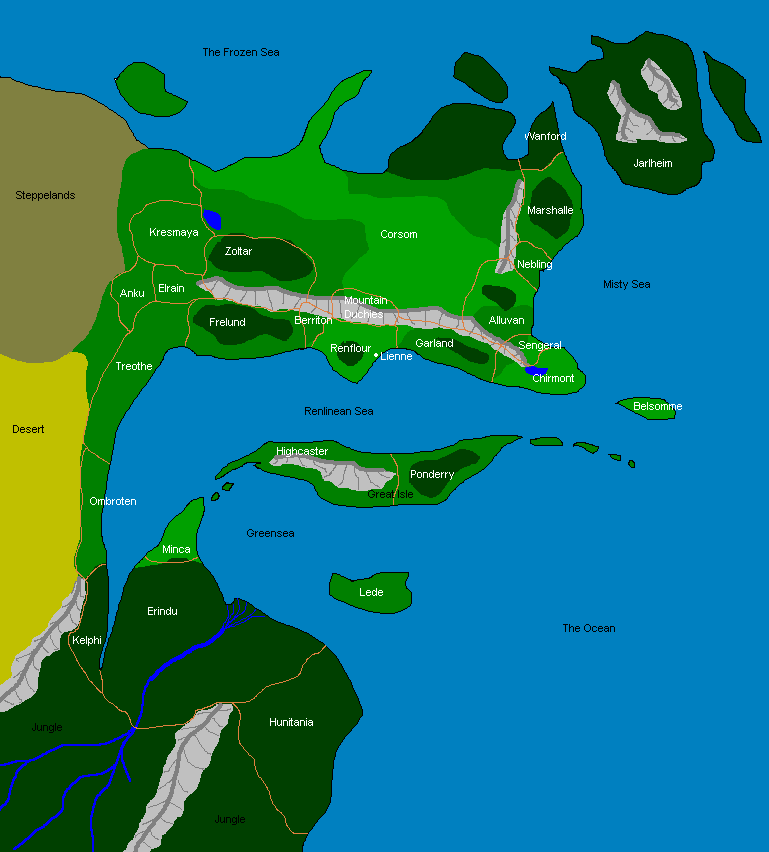 The Frozen Sea
Wanford
Jarlheim
Steppelands
Marshalle
Kresmaya
Corsom
Zoltar
Nebling
Misty Sea
Anku
Elrain
Mountain
Duchies
Frelund
Berriton
Alluvan
Renflour
Lienne
Garland
Sengeral
Treothe
Chirmont
Belsomme
Renlinean Sea
Desert
Highcaster
Ponderry
Great Isle
Ombroten
Greensea
Minca
Lede
Erindu
The Ocean
Kelphi
Hunitania
Jungle
Jungle